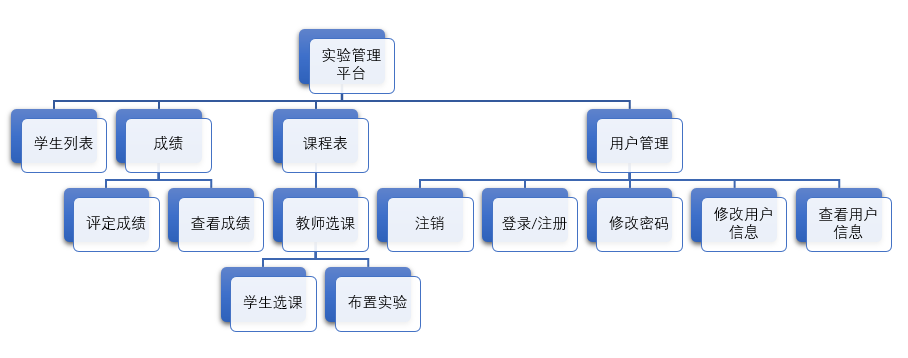 实验管理
平台
学生列表
成绩
课程表
用户管理
评定成绩
查看成绩
教师选课
注销
登录/注册
修改密码
修改用户
信息
查看用户
信息
学生选课
布置实验